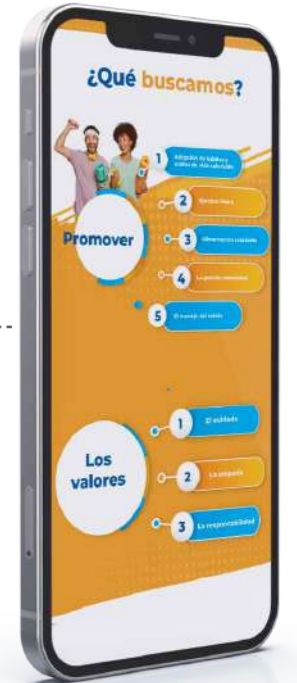 ¿Qué buscamos?
Promover
1
Adopción de hábitos y
estilos de vida saludable
2
Ejercicio físico
3
Alimentación saludable
4
La gestión emocional
5
El manejo del estrés
Los
valores
1
El cuidado
2
La empatía
3
La responsabilidad